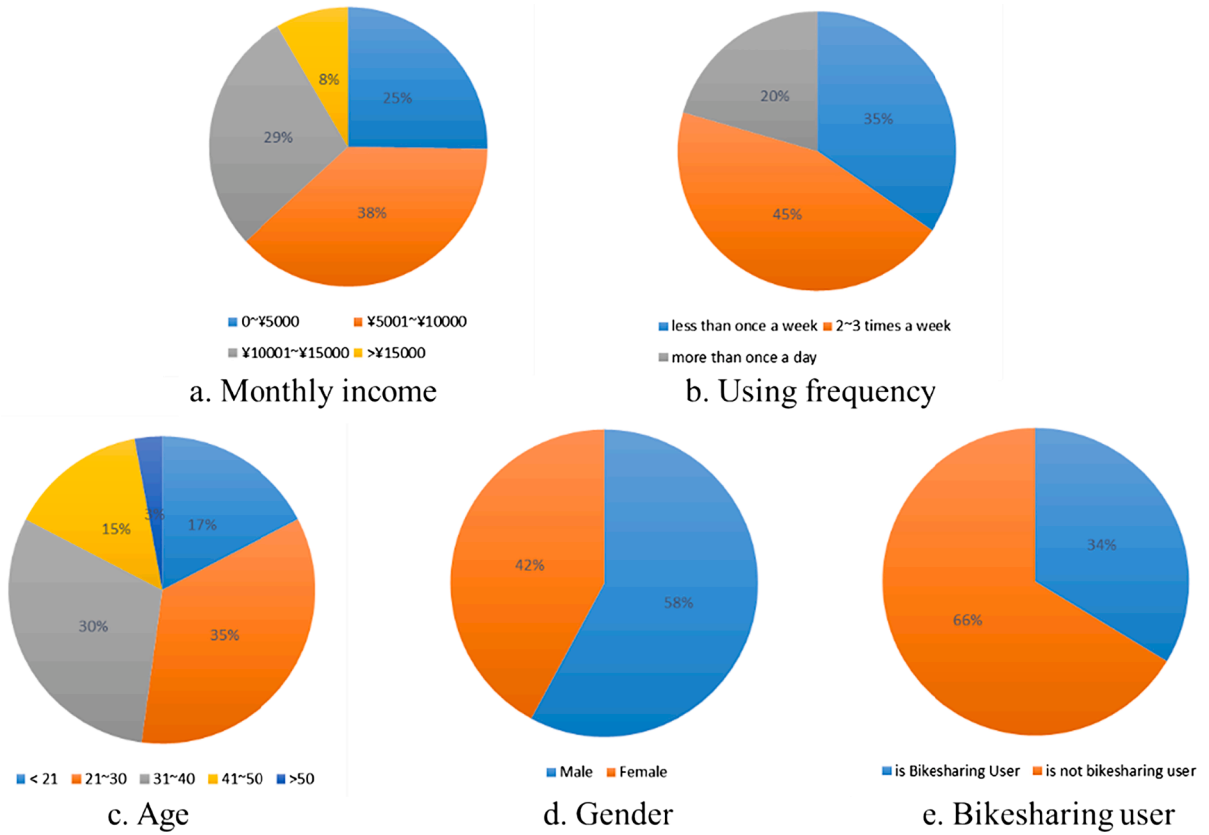 8%
25%
29%
38%
0~¥5000
¥5001~¥10000
¥10001~¥15000
>¥15000
a. Monthly income
20%
35%
45%
less than once a week
2~3 times a week
more than once a day
b. Using frequency
3%
17%
15%
30%
35%
< 21
21~30
31~40
41~50
>50
c. Age
42%
58%
Male
Female
d. Gender
34%
66%
is Bikesharing User
is not bikesharing user
e. Bikesharing user